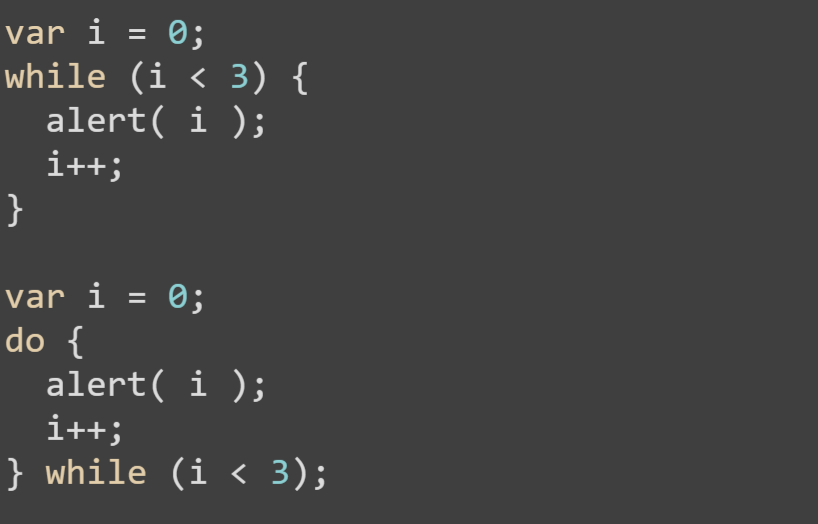 var i = 0;
while (i < 3) {
  alert( i );
  i++;
}

var i = 0;
do {
  alert( i );
  i++;
} while (i < 3);